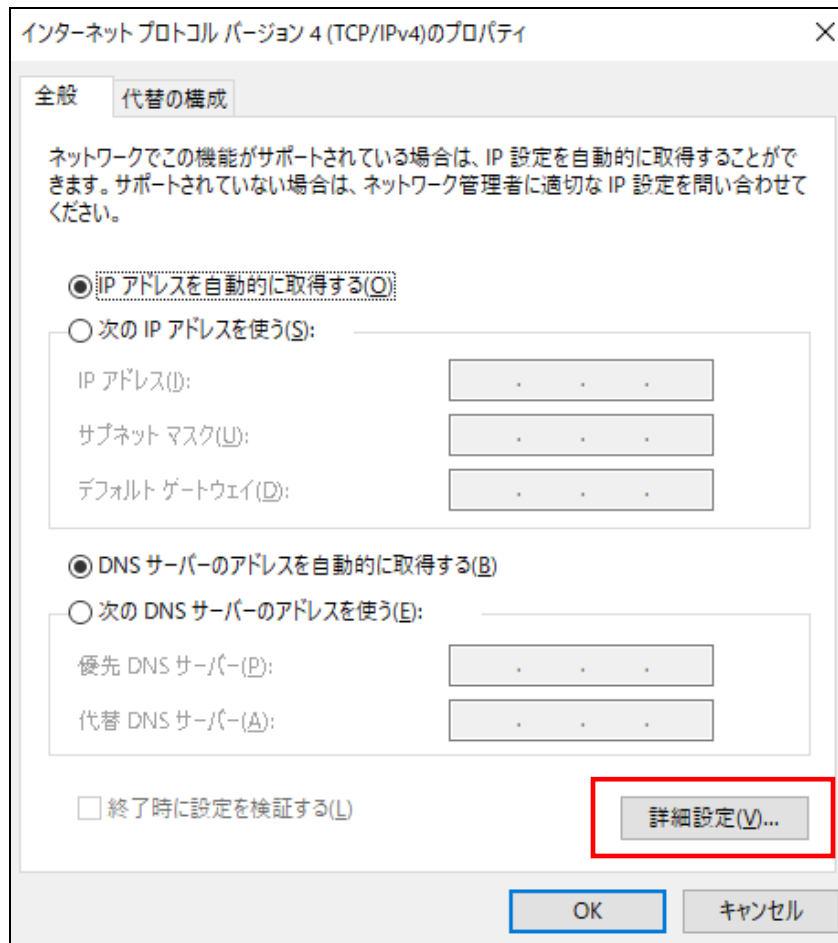 インターネット プロトコル バージョン 4 (TCP/IPv4)のプロパティ
全般
代替の構成
ネットワークでこの機能がサポートされている場合は、IP 設定を自動的に取得することがで
きます。サポートされていない場合は、ネットワーク管理者に適切な IP 設定を問い合わせて
ください。
IP アドレスを自動的に取得する(O)
次の IP アドレスを使う(S):
IP アドレス(I):
サブネット マスク(U):
デフォルト ゲートウェイ(D):
DNS サーバーのアドレスを自動的に取得する(B)
次の DNS サーバーのアドレスを使う(E):
優先 DNS サーバー(P):
代替 DNS サーバー(A):
終了時に設定を検証する(L)
詳細設定(V)...
OK
キャンセル